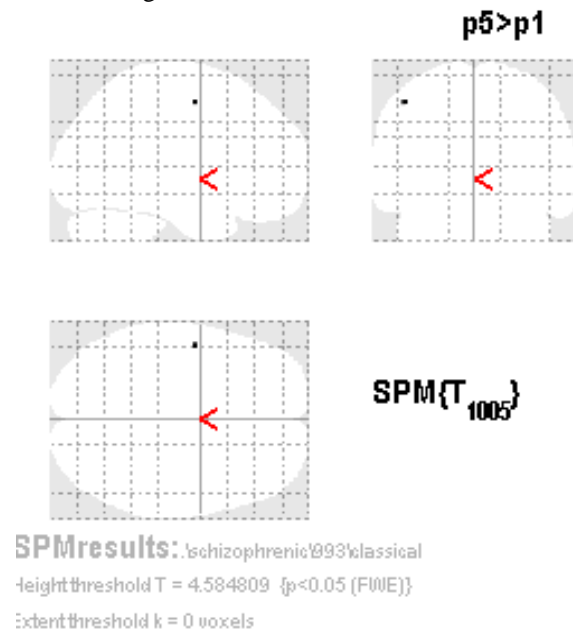 p5>p1
SPM{T1005}
SPMresults: .\schizophrenic\993\classical
Height threshold T = 4.584809 {p<0.05 (FWE)}
Extent threshold k = 0 voxels